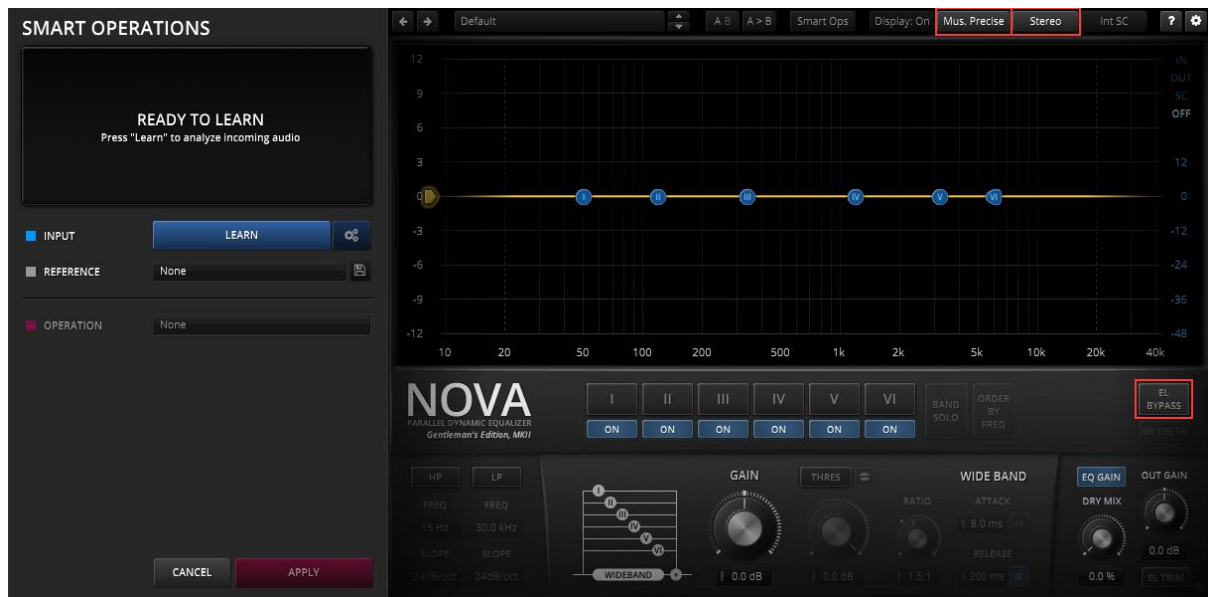 SMART OPERATIONS
Default
A B
A > B
Smart Ops
Display: On
Mus. Precise
Stereo
Int SC
?
READY TO LEARN
Press "Learn" to analyze incoming audio
INPUT
LEARN
REFERENCE
None
OPERATION
None
CANCEL
APPLY
12
9
6
3
0
-3
-6
-9
-12
IN
OUT
SC
OFF
12
0
-12
-24
-36
-48
I
II
III
IV
V
VI
10 20 50 100 200 500 1k 2k 5k 10k 20k 40k
NOVA
PARALLEL DYNAMIC EQUALIZER
Gentleman's Edition, MKII
I II III IV V VI
ON ON ON ON ON ON
BAND
SOLO
ORDER
BY
FREQ
EL
BYPASS
GR DELTA
HP LP
FREQ FREQ
15 Hz 30.0 kHz
SLOPE SLOPE
24dB/oct 24dB/oct
I
II
III
IV
V
VI
WIDEBAND
GAIN
0.0 dB
THRES
0.0 dB
RATIO
1.5:1
WIDE BAND
ATTACK
8.0 ms
RELEASE
200 ms
EQ GAIN
DRY MIX
0.0 %
OUT GAIN
0.0 dB
EL TRIM